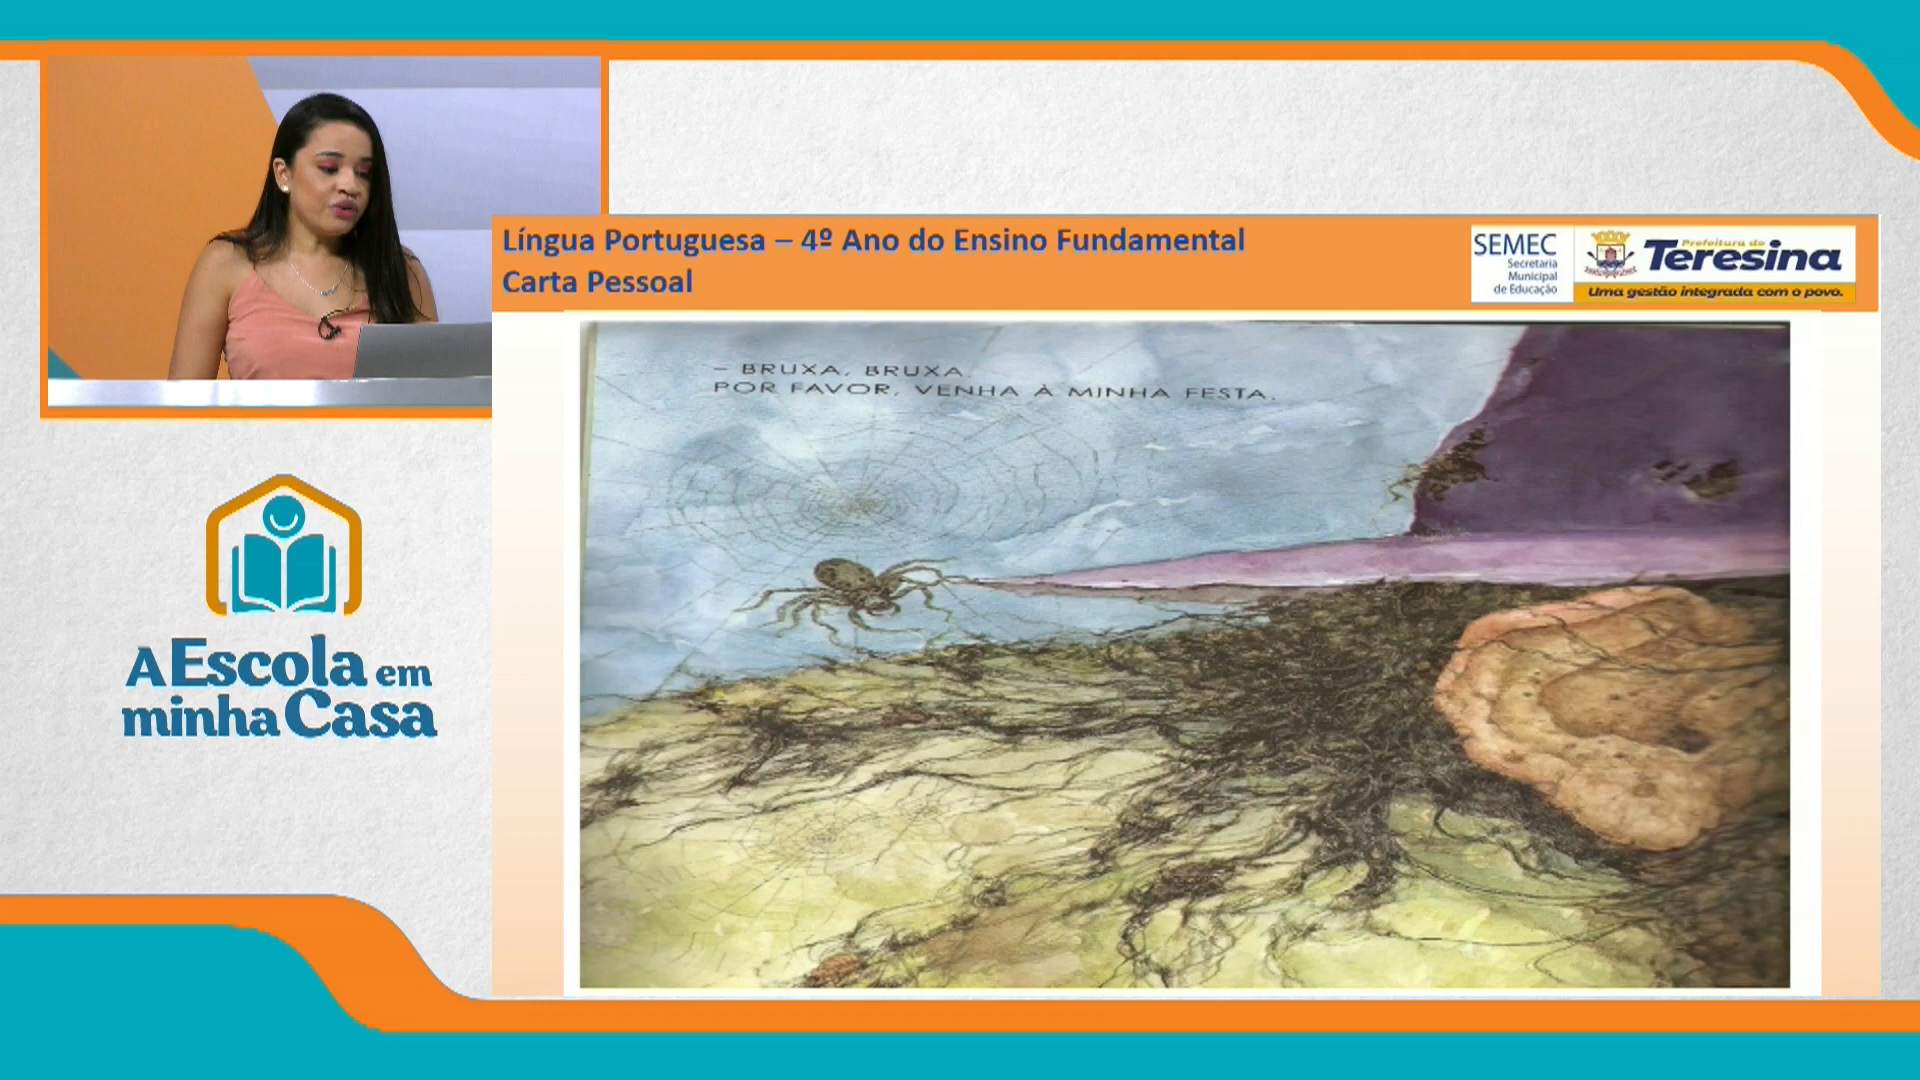 Língua Portuguesa – 4º Ano do Ensino Fundamental
Carta Pessoal
SEMEC
Secretaria
Municipal
de Educação
Prefeitura de
Teresina
Uma gestão integrada com o povo.
– BRUXA, BRUXA,
POR FAVOR, VENHA À MINHA FESTA.
A Escola em
minha Casa